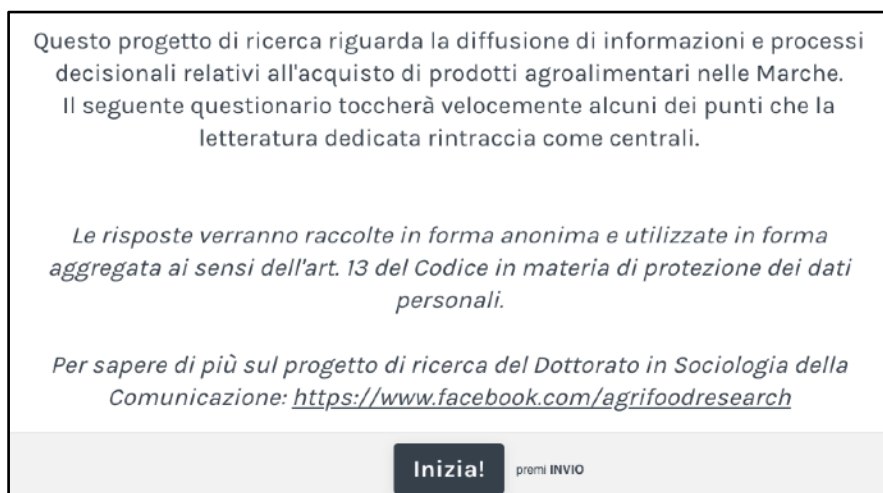 Questo progetto di ricerca riguarda la diffusione di informazioni e processi
decisionali relativi all'acquisto di prodotti agroalimentari nelle Marche.
Il seguente questionario toccherà velocemente alcuni dei punti che la
letteratura dedicata rintraccia come centrali.
Le risposte verranno raccolte in forma anonima e utilizzate in forma
aggregata ai sensi dell'art. 13 del Codice in materia di protezione dei dati
personali.
Per sapere di più sul progetto di ricerca del Dottorato in Sociologia della
Comunicazione: https://www.facebook.com/agrifoodresearch
Inizia! premi INVIO